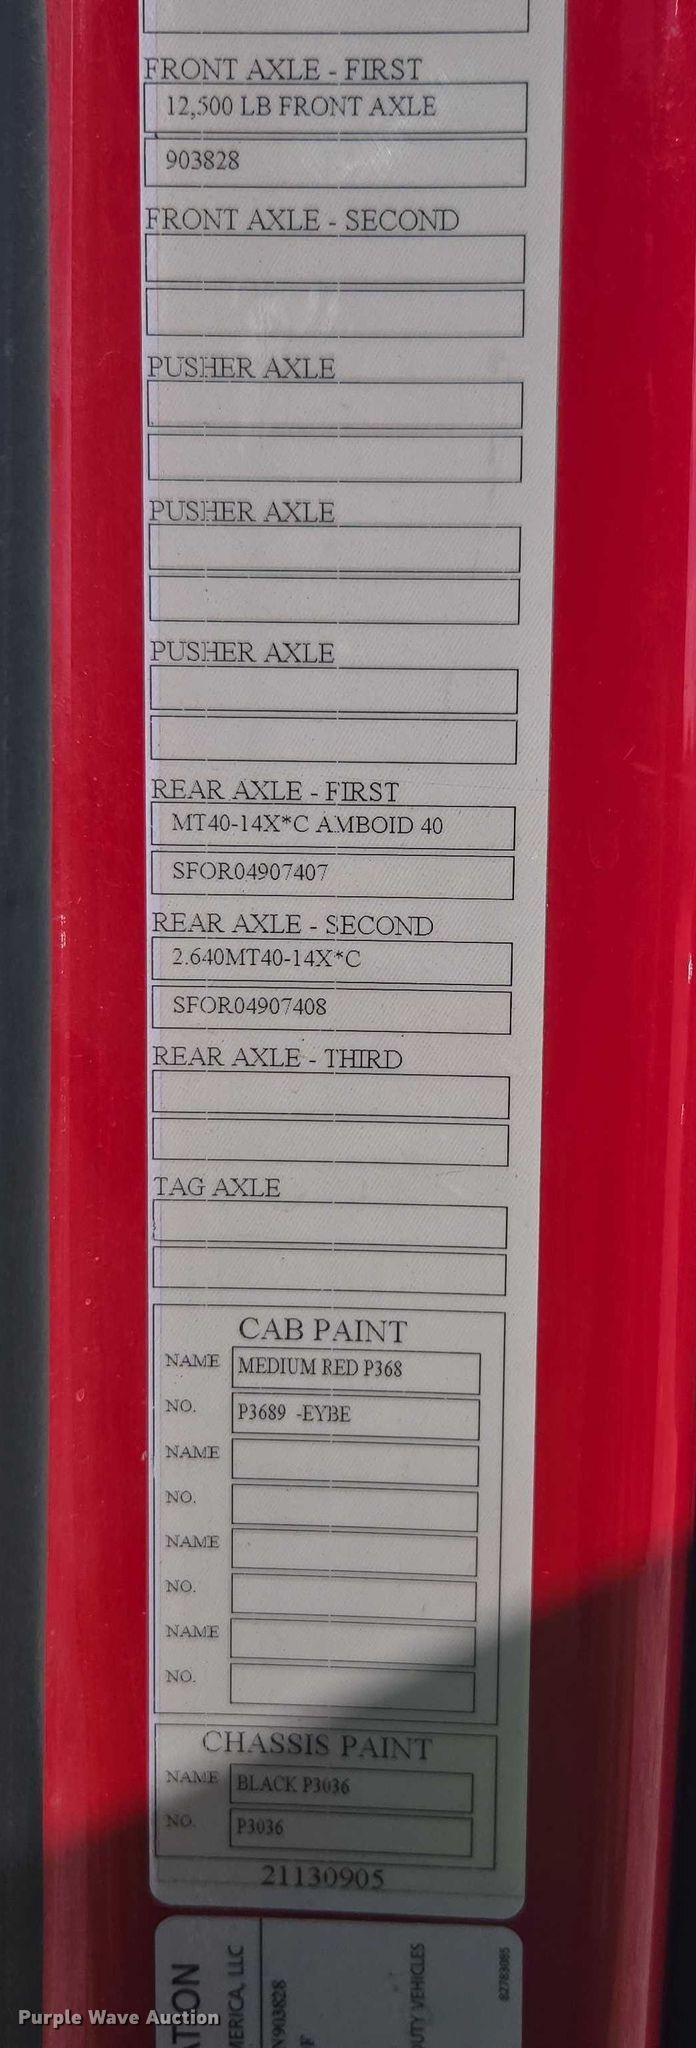 FRONT AXLE - FIRST
12,500 LB FRONT AXLE
903828
FRONT AXLE - SECOND
PUSHER AXLE
PUSHER AXLE
PUSHER AXLE
REAR AXLE - FIRST
MT40-14X*C AMBOID 40
SFOR04907407
REAR AXLE - SECOND
2.640MT40-14X*C
SFOR04907408
REAR AXLE - THIRD
TAG AXLE
CAB PAINT
NAME MEDIUM RED P368
NO. P3689 -EYBE
NAME
NO.
NAME
NO.
NAME
NO.
CHASSIS PAINT
NAME BLACK P3036
NO. P3036
21130905
ATION
MERICA, LLC
N903828
F
UTY VEHICLES
82783085
Purple Wave Auction